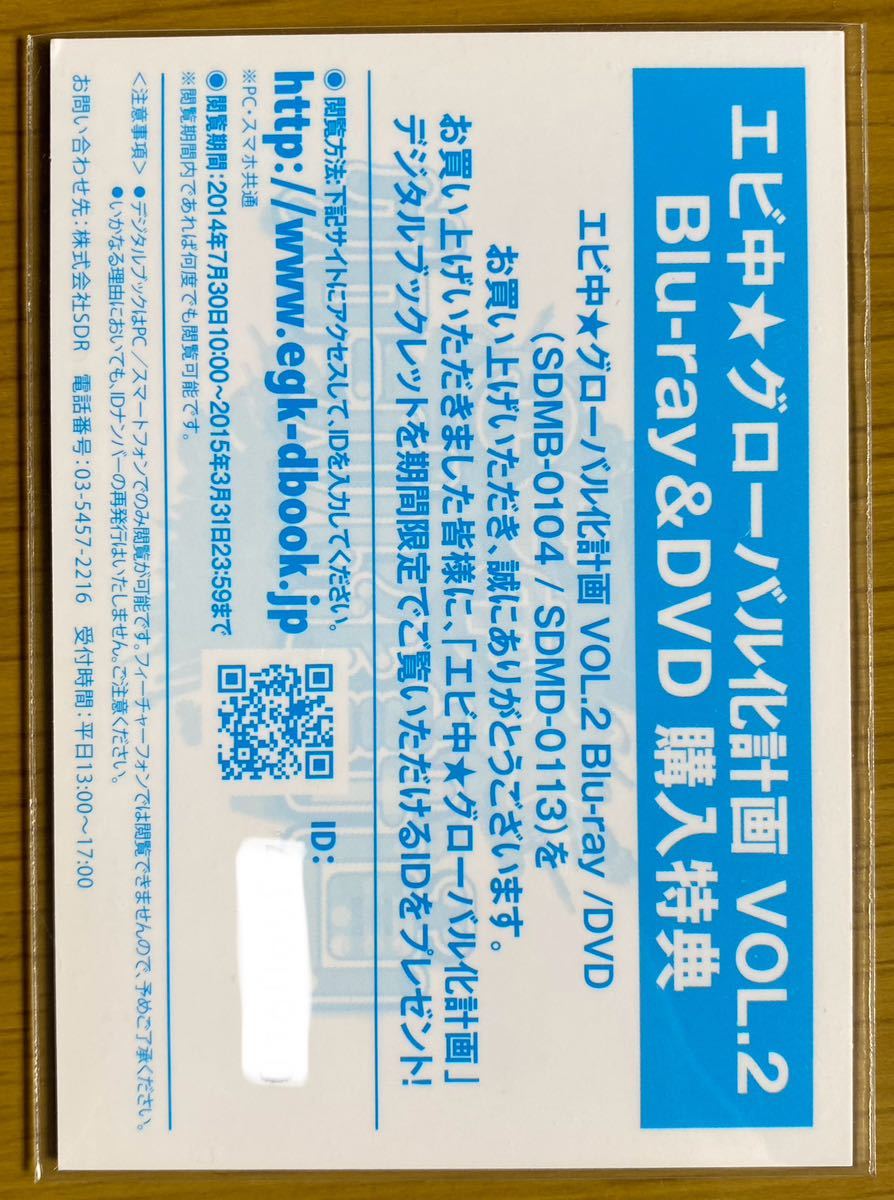 エビ中★グローバル化計画 VOL.2
Blu-ray&DVD 購入特典
エビ中★グローバル化計画 VOL.2 Blu-ray /DVD
(SDMB-0104 / SDMD-0113)を
お買い上げいただき、誠にありがとうございます。
お買い上げいただきました皆様に、「エビ中★グローバル化計画」
デジタルブックレットを期間限定でご覧いただけるIDをプレゼント!
●閲覧方法:下記サイトにアクセスして、IDを入力してください。
http://www.egk-dbook.jp
※PC・スマホ共通
●閲覧期間:2014年7月30日10:00〜2015年3月31日23:59まで
※閲覧期間内であれば何度でも閲覧可能です。
ID:
<注意事項> ●デジタルブックはPC /スマートフォンでのみ閲覧が可能です。フィーチャーフォンでは閲覧できませんので、予めご了承ください。
●いかなる理由においても、IDナンバーの再発行はいたしません。ご注意ください。
お問い合わせ先:株式会社SDR 電話番号:03-5457-2216 受付時間:平日13:00〜17:00